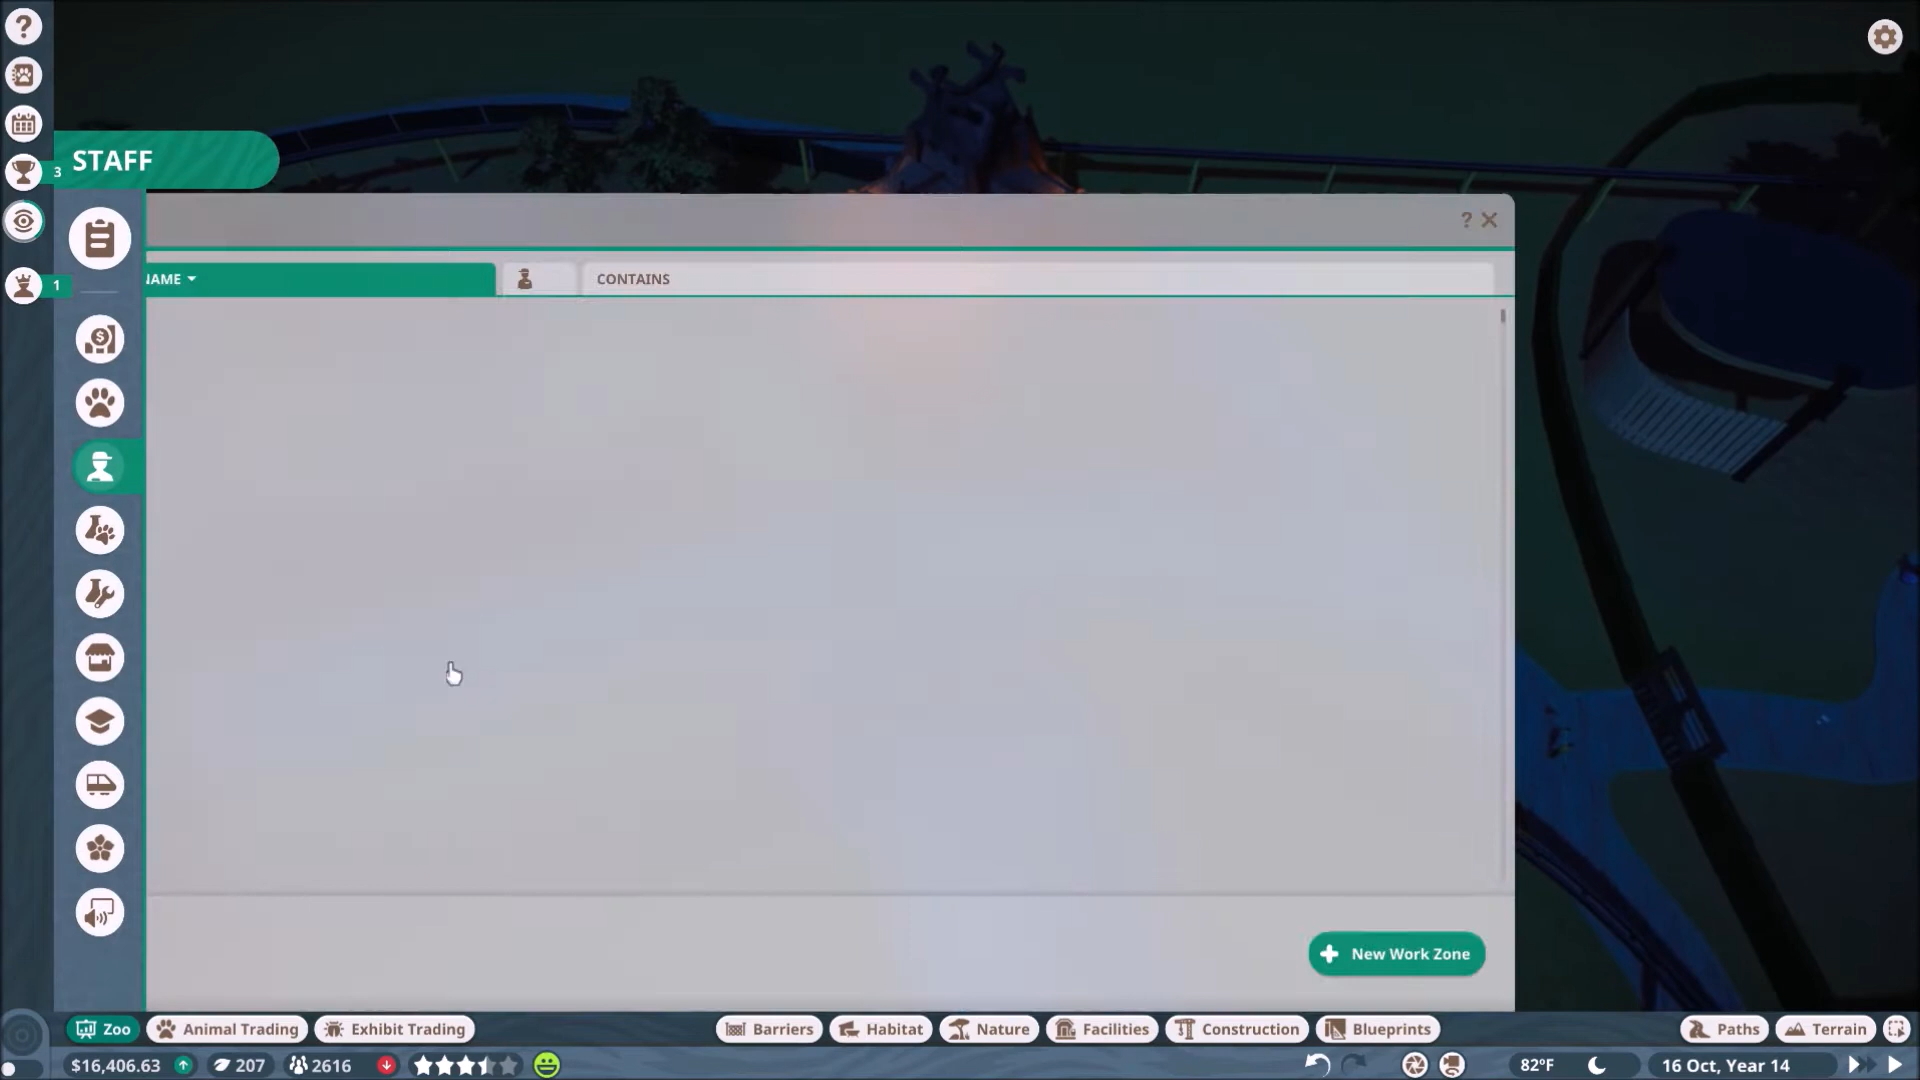 ?
3
STAFF
? ×
1
NAME
CONTAINS
New Work Zone
Zoo
Animal Trading
Exhibit Trading
Barriers
Habitat
Nature
Facilities
Construction
Blueprints
Paths
Terrain
$16,406.63
207
2616
82°F
16 Oct, Year 14